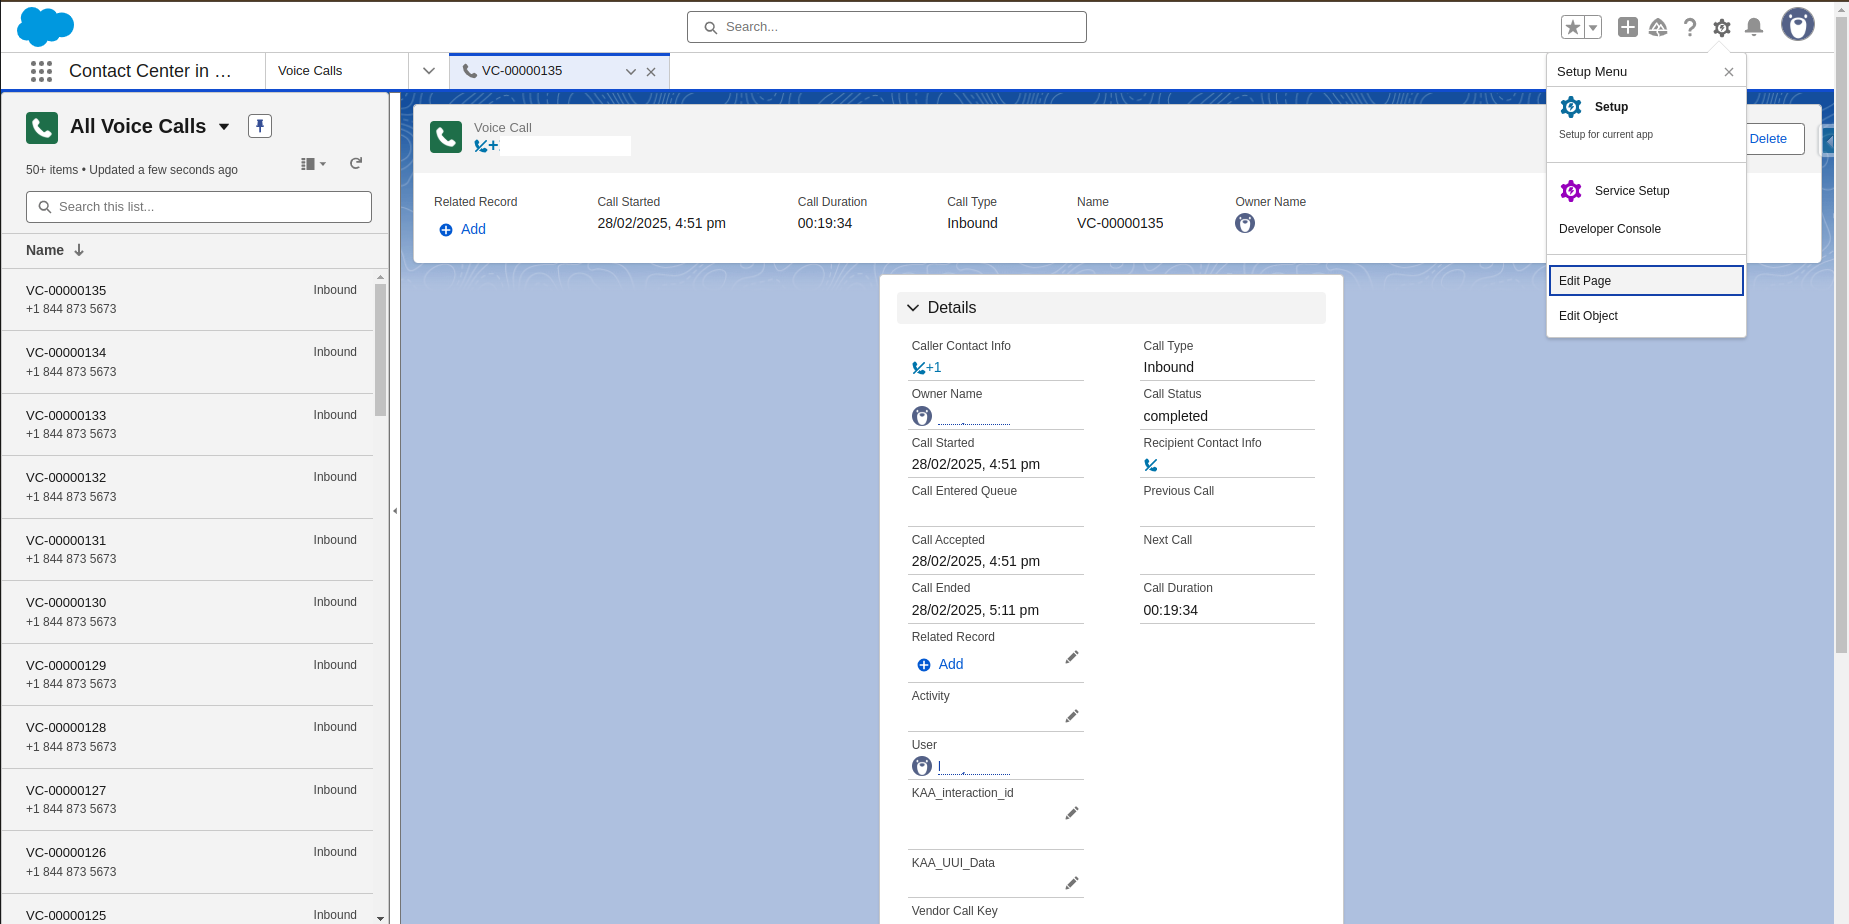 Search...
Contact Center in ...
Voice Calls
VC-00000135
All Voice Calls
50+ items • Updated a few seconds ago
Search this list...
Name
VC-00000135 Inbound
+1 844 873 5673
VC-00000134 Inbound
+1 844 873 5673
VC-00000133 Inbound
+1 844 873 5673
VC-00000132 Inbound
+1 844 873 5673
VC-00000131 Inbound
+1 844 873 5673
VC-00000130 Inbound
+1 844 873 5673
VC-00000129 Inbound
+1 844 873 5673
VC-00000128 Inbound
+1 844 873 5673
VC-00000127 Inbound
+1 844 873 5673
VC-00000126 Inbound
+1 844 873 5673
VC-00000125 Inbound
Voice Call
+
Delete
Related Record
Add
Call Started
28/02/2025, 4:51 pm
Call Duration
00:19:34
Call Type
Inbound
Name
VC-00000135
Owner Name
Details
Caller Contact Info
+1
Owner Name
Call Started
28/02/2025, 4:51 pm
Call Entered Queue
Call Accepted
28/02/2025, 4:51 pm
Call Ended
28/02/2025, 5:11 pm
Related Record
Add
Activity
User
KAA_interaction_id
KAA_UUI_Data
Vendor Call Key
Call Type
Inbound
Call Status
completed
Recipient Contact Info
Previous Call
Next Call
Call Duration
00:19:34
Setup Menu
Setup
Setup for current app
Service Setup
Developer Console
Edit Page
Edit Object